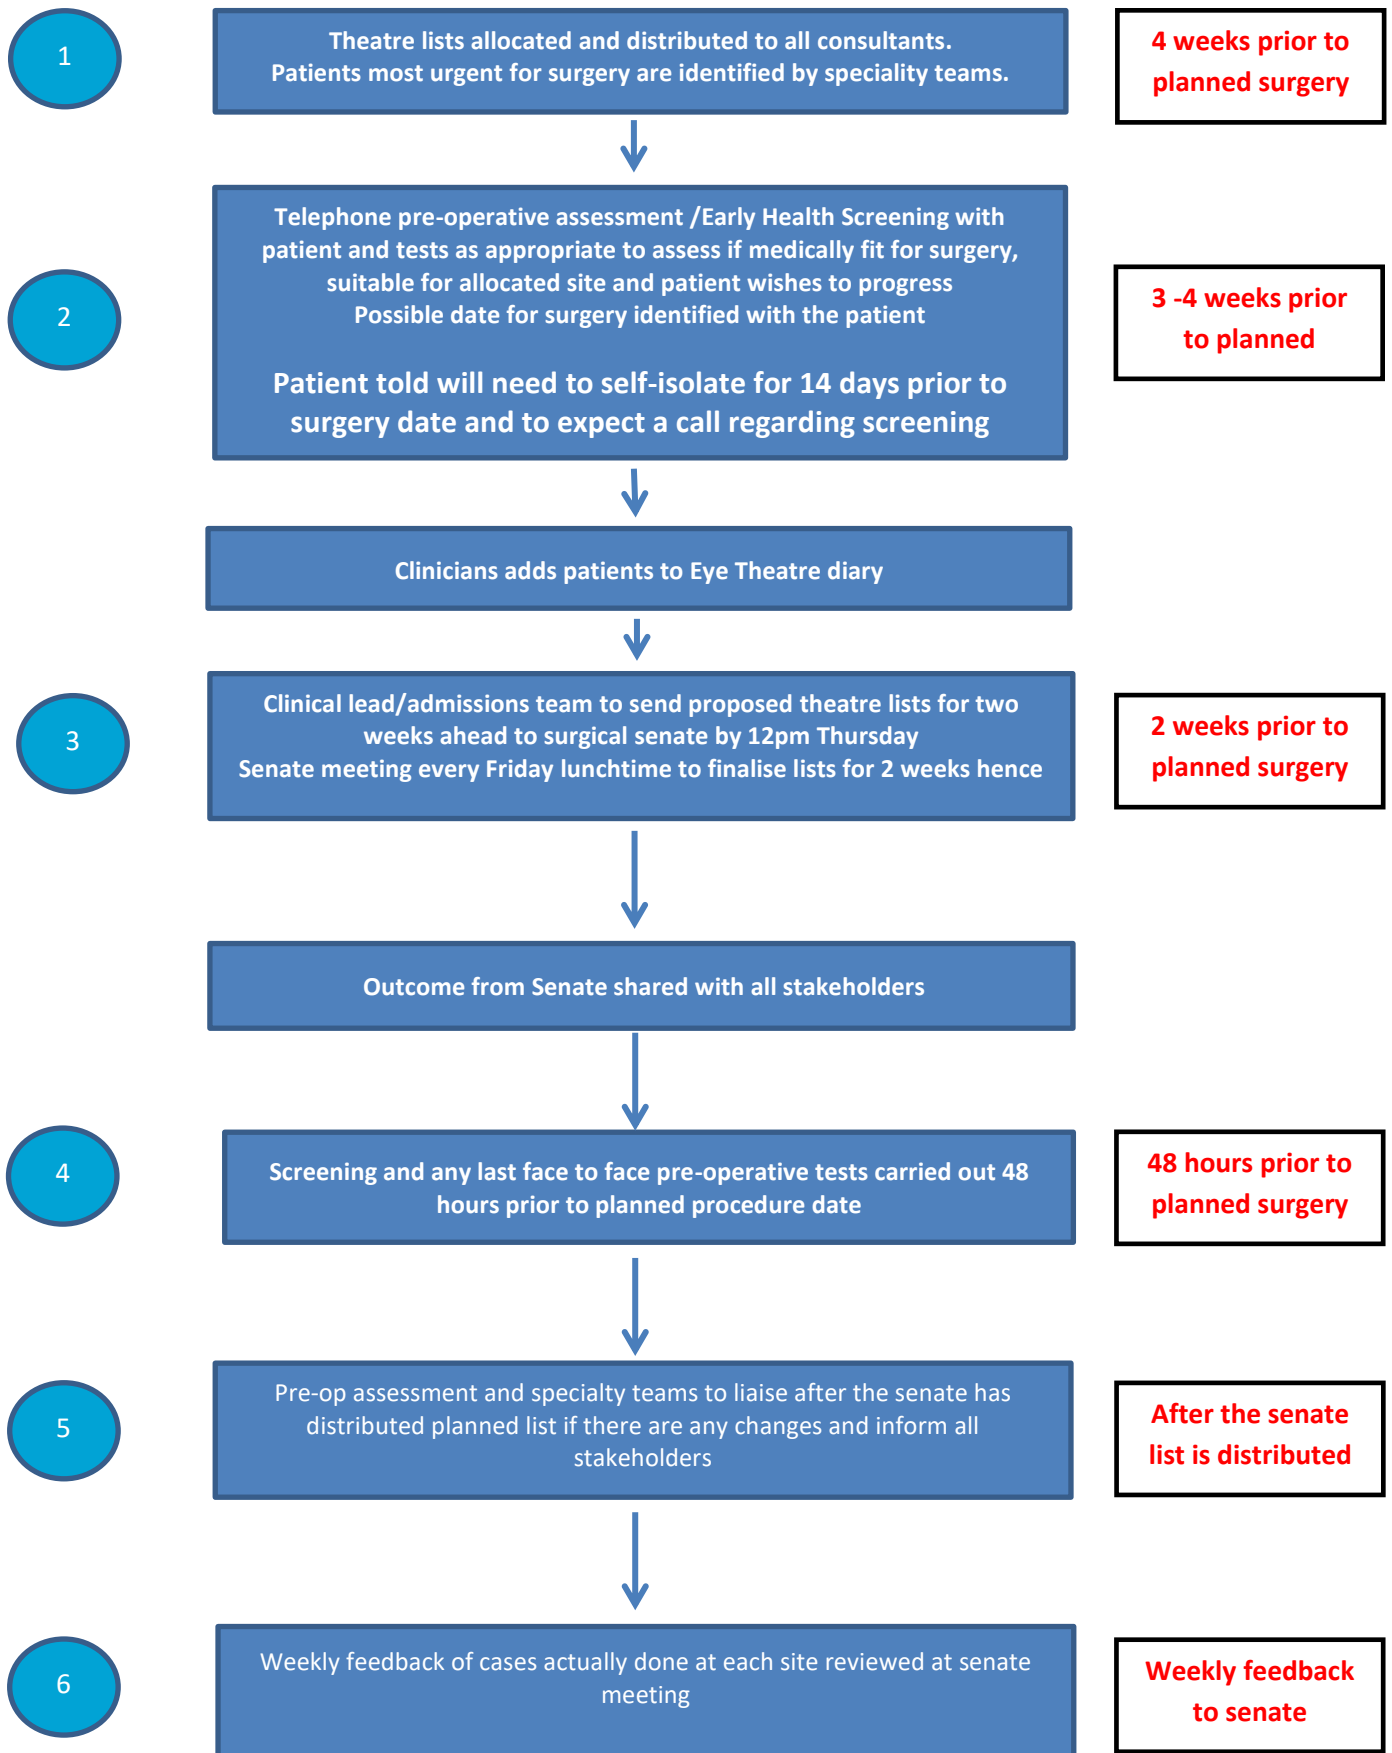 1
Theatre lists allocated and distributed to all consultants.
Patients most urgent for surgery are identified by speciality teams.
4 weeks prior to
planned surgery
2
Telephone pre-operative assessment /Early Health Screening with
patient and tests as appropriate to assess if medically fit for surgery,
suitable for allocated site and patient wishes to progress
Possible date for surgery identified with the patient
Patient told will need to self-isolate for 14 days prior to
surgery date and to expect a call regarding screening
3 -4 weeks prior
to planned
Clinicians adds patients to Eye Theatre diary
3
Clinical lead/admissions team to send proposed theatre lists for two
weeks ahead to surgical senate by 12pm Thursday
Senate meeting every Friday lunchtime to finalise lists for 2 weeks hence
2 weeks prior to
planned surgery
Outcome from Senate shared with all stakeholders
4
Screening and any last face to face pre-operative tests carried out 48
hours prior to planned procedure date
48 hours prior to
planned surgery
5
Pre-op assessment and specialty teams to liaise after the senate has
distributed planned list if there are any changes and inform all
stakeholders
After the senate
list is distributed
6
Weekly feedback of cases actually done at each site reviewed at senate
meeting
Weekly feedback
to senate